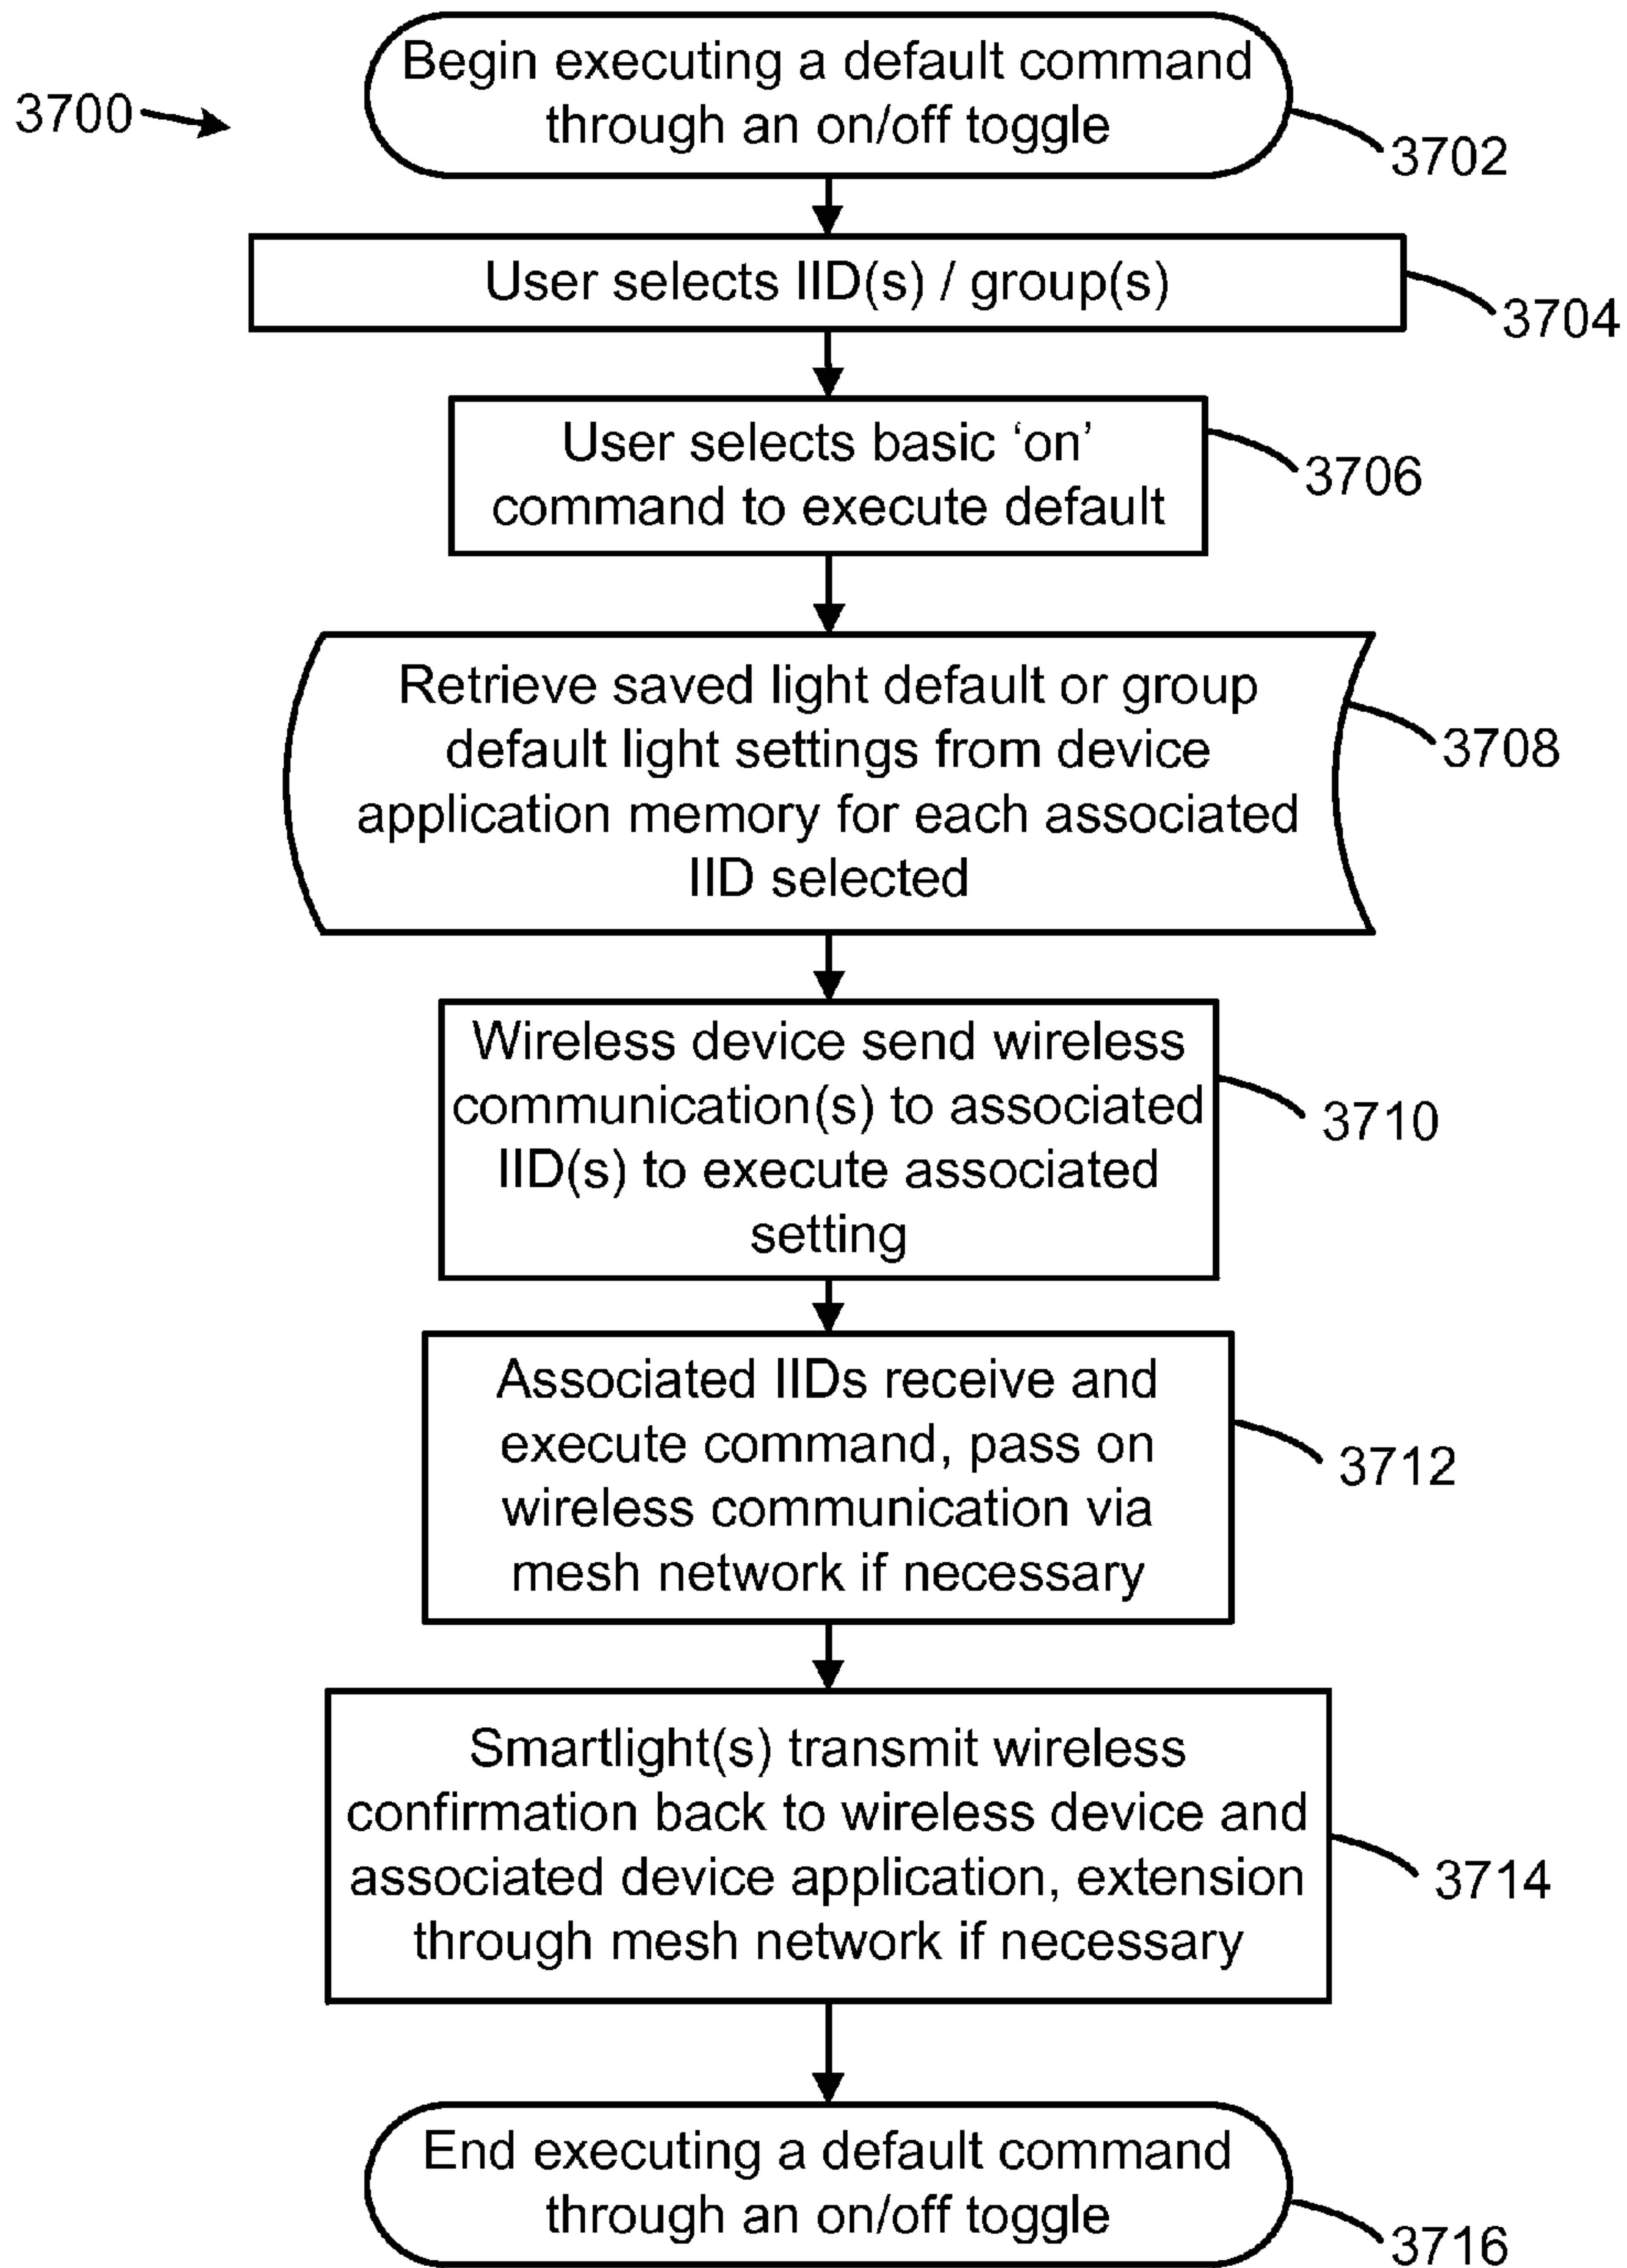 Begin executing a default command
through an on/off toggle
3700
3702
User selects IID(s) / group(s)
3704
User selects basic ‘on’
command to execute default
3706
Retrieve saved light default or group
default light settings from device
application memory for each associated
IID selected
3708
Wireless device send wireless
communication(s) to associated
IID(s) to execute associated
setting
3710
Associated IIDs receive and
execute command, pass on
wireless communication via
mesh network if necessary
3712
Smartlight(s) transmit wireless
confirmation back to wireless device and
associated device application, extension
through mesh network if necessary
3714
End executing a default command
through an on/off toggle
3716